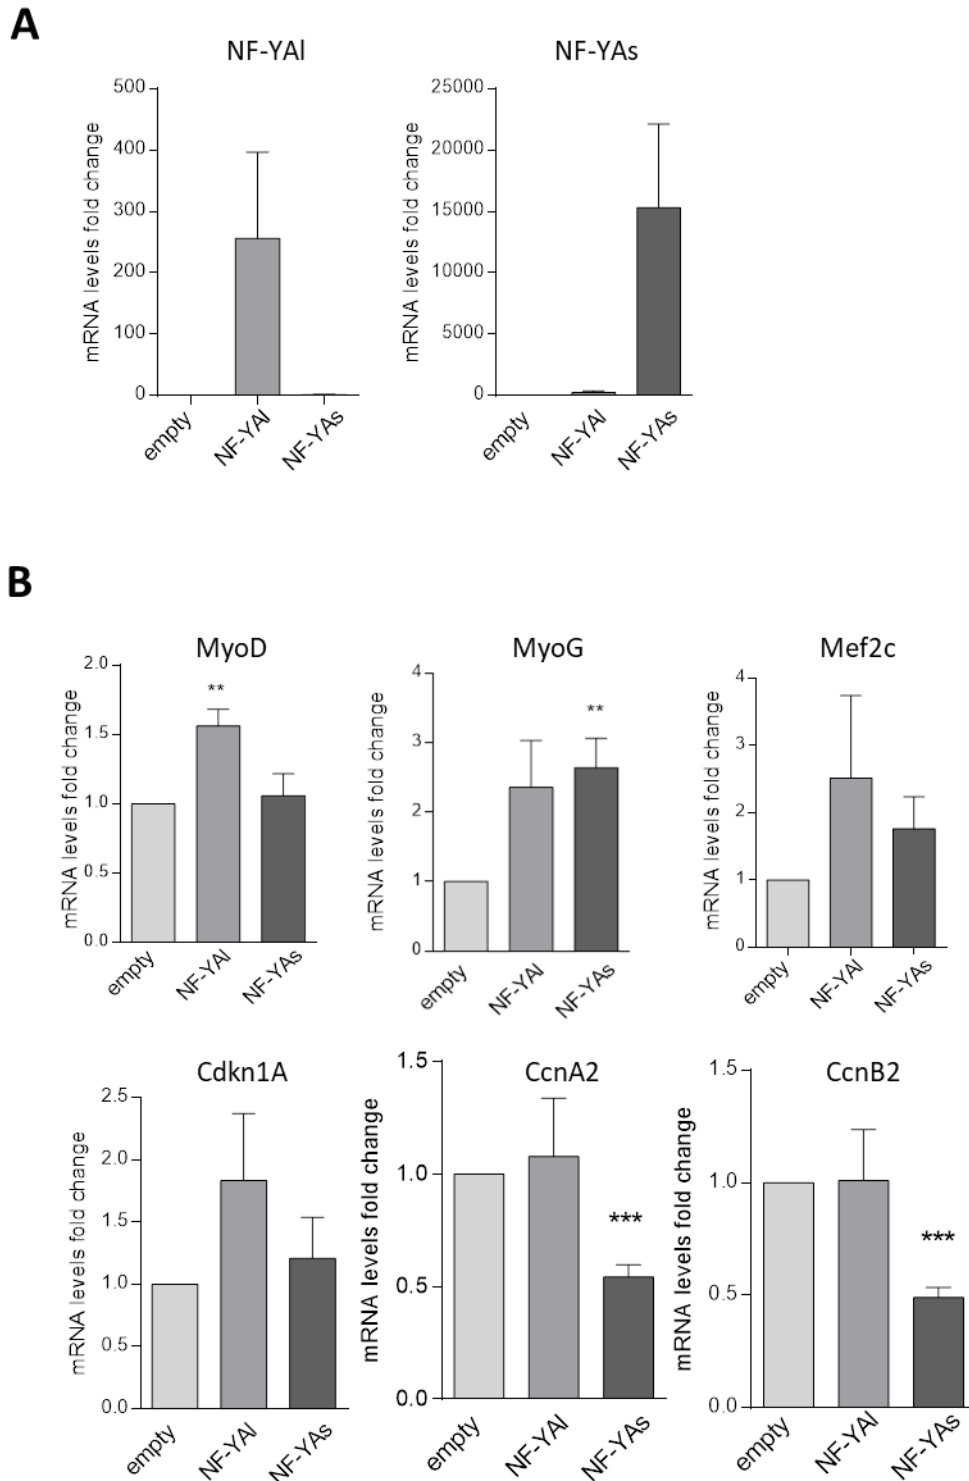 A
NF-YAl
NF-YAs
mRNA levels fold change
500
400
300
200
100
0
empty
NF-YAl
NF-YAs
mRNA levels fold change
25000
20000
15000
10000
5000
0
empty
NF-YAl
NF-YAs
B
MyoD
mRNA levels fold change
2.0
1.5
1.0
0.5
0.0
**
empty
NF-YAl
NF-YAs
MyoG
mRNA levels fold change
4
3
2
1
0
**
empty
NF-YAl
NF-YAs
Mef2c
mRNA levels fold change
4
3
2
1
0
empty
NF-YAl
NF-YAs
Cdkn1A
mRNA levels fold change
2.5
2.0
1.5
1.0
0.5
0.0
empty
NF-YAl
NF-YAs
CcnA2
mRNA levels fold change
1.5
1.0
0.5
0.0
***
empty
NF-YAl
NF-YAs
CcnB2
mRNA levels fold change
1.5
1.0
0.5
0.0
***
empty
NF-YAl
NF-YAs